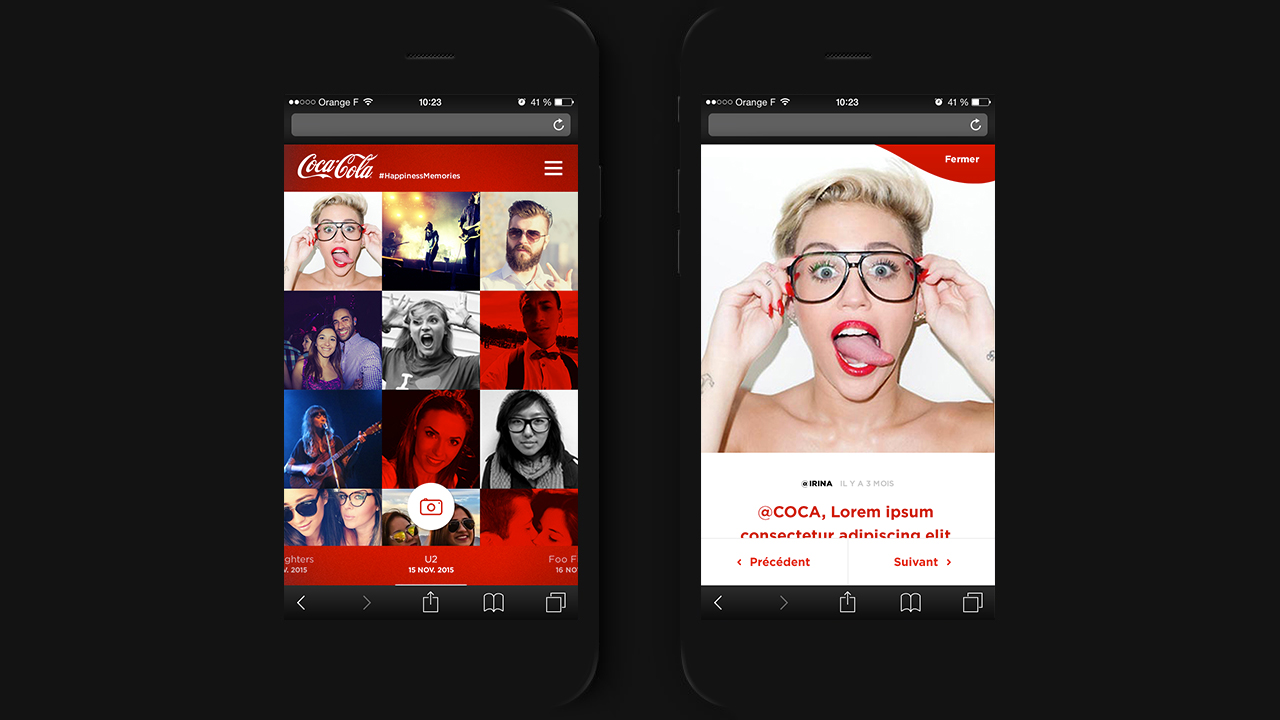 Orange F
10:23
41 %
Coca-Cola
#HappinessMemories
I
ghters
V. 2015
U2
15 NOV. 2015
Foo F
16 NO
Orange F
10:23
41 %
Fermer
@IRINA IL Y A 3 MOIS
@COCA, Lorem ipsum
consectetur adipiscing elit
Précédent
Suivant